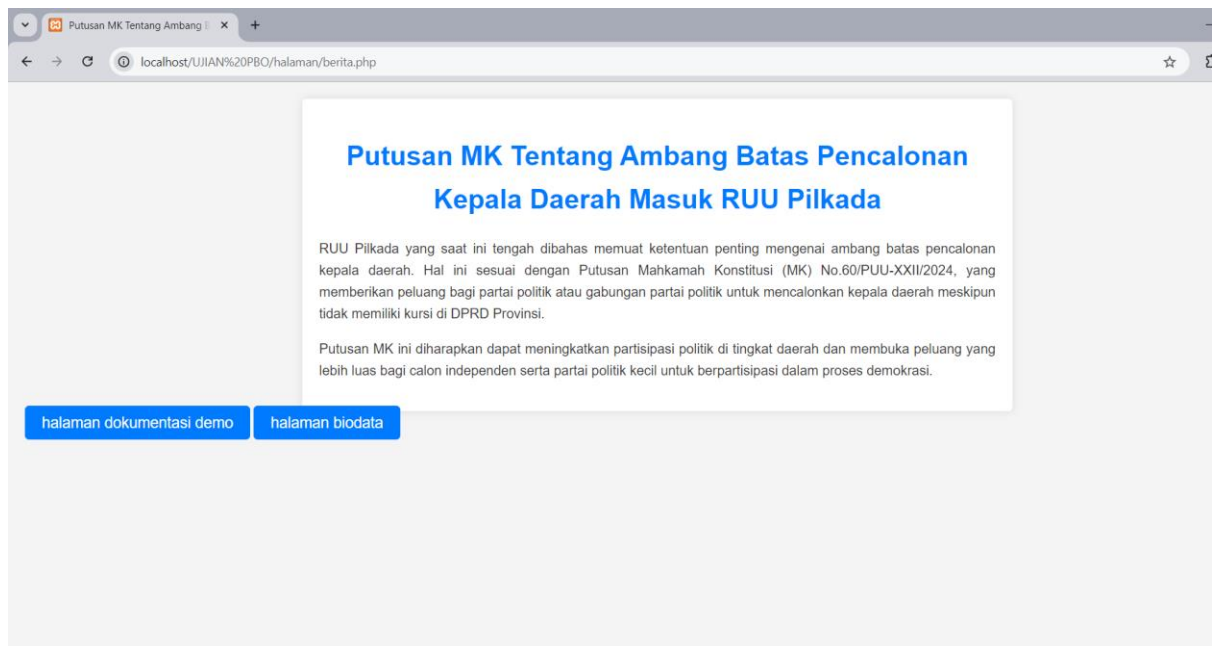 Putusan MK Tentang Ambang
localhost/UJIAN%20PBO/halaman/berita.php
Putusan MK Tentang Ambang Batas Pencalonan
Kepala Daerah Masuk RUU Pilkada
RUU Pilkada yang saat ini tengah dibahas memuat ketentuan penting mengenai ambang batas pencalonan
kepala daerah. Hal ini sesuai dengan Putusan Mahkamah Konstitusi (MK) No.60/PUU-XXII/2024, yang
memberikan peluang bagi partai politik atau gabungan partai politik untuk mencalonkan kepala daerah meskipun
tidak memiliki kursi di DPRD Provinsi.
Putusan MK ini diharapkan dapat meningkatkan partisipasi politik di tingkat daerah dan membuka peluang yang
lebih luas bagi calon independen serta partai politik kecil untuk berpartisipasi dalam proses demokrasi.
halaman dokumentasi demo halaman biodata